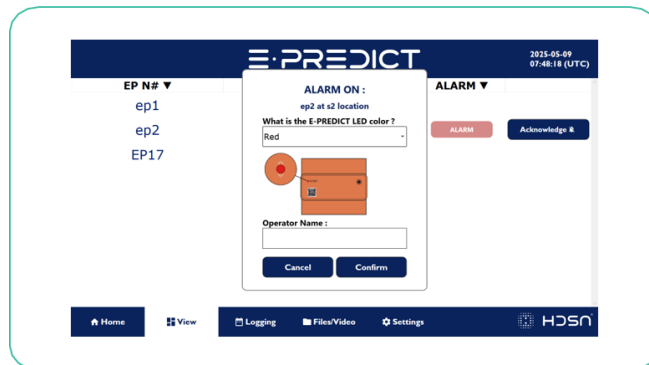 E·PREDICT
2025-05-09
07:48:18 (UTC)
EP N# ▼
ALARM ▼
ep1
ep2
EP17
ALARM
Acknowledge &
ALARM ON :
ep2 at s2 location
What is the E-PREDICT LED color ?
Red
Operator Name :
Cancel
Confirm
Home
View
Logging
Files/Video
Settings
HDSN